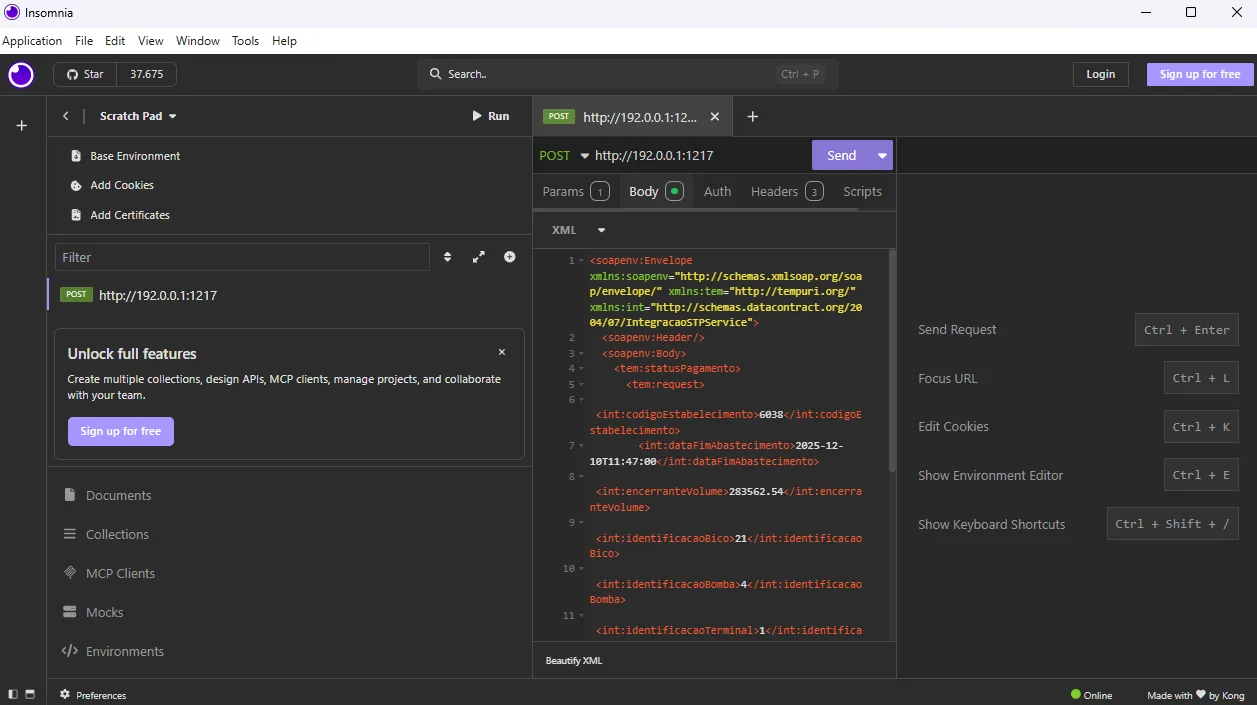 Insomnia
Application File Edit View Window Tools Help
Star 37.675
Search.. Ctrl + P
Login
Sign up for free
Scratch Pad
Run
Base Environment
Add Cookies
Add Certificates
Filter
POST http://192.0.0.1:1217
Unlock full features
Create multiple collections, design APIs, MCP clients, manage projects, and collaborate
with your team.
Sign up for free
Documents
Collections
MCP Clients
Mocks
Environments
POST http://192.0.0.1:12...
POST http://192.0.0.1:1217
Send
Params 1 Body Auth Headers 3 Scripts
XML
1 <soapenv:Envelope
xmlns:soapenv="http://schemas.xmlsoap.org/soa
p/envelope/" xmlns:tem="http://tempuri.org/"
xmlns:int="http://schemas.datacontract.org/20
04/07/IntegracaoSTPService">
2 <soapenv:Header/>
3 <soapenv:Body>
4 <tem:statusPagamento>
5 <tem:request>
6
<int:codigoEstabelecimento>6038</int:codigoE
stabelecimento>
7 <int:dataFimAbastecimento>2025-12-
10T11:47:00</int:dataFimAbastecimento>
8
<int:encerranteVolume>283562.54</int:encerra
nteVolume>
9
<int:identificacaoBico>21</int:identificacao
Bico>
10
<int:identificacaoBomba>4</int:identificacao
Bomba>
11
<int:identificacaoTerminal>1</int:identifica
Beautify XML
Send Request Ctrl + Enter
Focus URL Ctrl + L
Edit Cookies Ctrl + K
Show Environment Editor Ctrl + E
Show Keyboard Shortcuts Ctrl + Shift + /
Preferences
Online
Made with by Kong